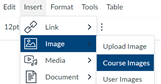 Edit Insert Format Tools Table
12pt Link
Image Upload Image
Media Course Images
Document User Images